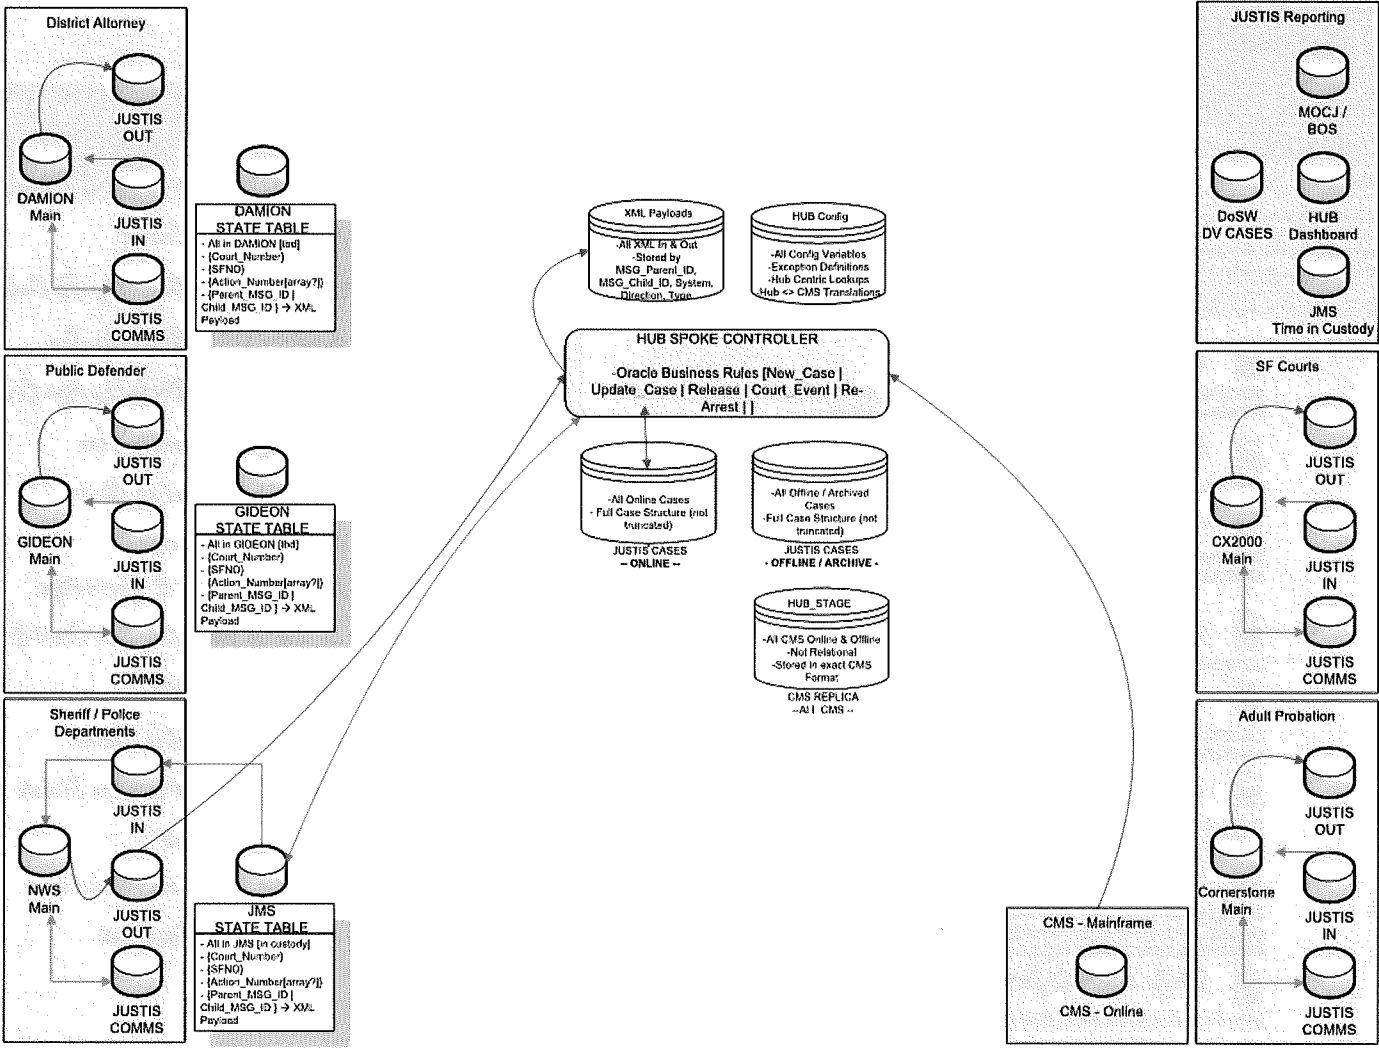 District Attorney
JUSTIS
OUT
DAMION
Main
JUSTIS
IN
JUSTIS
COMMS
DAMION
STATE TABLE
- All in DAMION [tbd]
- {Court_Number}
- {SFNO}
- {Action_Number[array?]}
- {Parent_MSG_ID |
Child_MSG_ID } → XML
Payload
Public Defender
JUSTIS
OUT
GIDEON
Main
JUSTIS
IN
JUSTIS
COMMS
GIDEON
STATE TABLE
- All in GIDEON [tbd]
- {Court_Number}
- {SFNO}
- {Action_Number[array?]}
- {Parent_MSG_ID |
Child_MSG_ID } → XML
Payload
Sheriff / Police
Departments
JUSTIS
IN
NWS
Main
JUSTIS
OUT
JUSTIS
COMMS
JMS
STATE TABLE
- All in JMS [in custody]
- {Court_Number}
- {SFNO}
- {Action_Number[array?]}
- {Parent_MSG_ID |
Child_MSG_ID } → XML
Payload
XML Payloads
-All XML In & Out
-Stored by
MSG_Parent_ID,
MSG_Child_ID, System,
Direction, Type
HUB Config
-All Config Variables
-Exception Definitions
-Hub Centric Lookups
-Hub <> CMS Translations
HUB SPOKE CONTROLLER
-Oracle Business Rules [New_Case |
Update_Case | Release | Court_Event | Re-
Arrest | ]
-All Online Cases
- Full Case Structure (not
truncated)
JUSTIS CASES
-- ONLINE --
-All Offline / Archived
Cases
-Full Case Structure (not
truncated)
JUSTIS CASES
- OFFLINE / ARCHIVE -
HUB_STAGE
-All CMS Online & Offline
-Not Relational
-Stored in exact CMS
Format
CMS REPLICA
--ALL CMS --
CMS - Mainframe
CMS - Online
JUSTIS Reporting
MOCJ /
BOS
DoSW
DV CASES
HUB
Dashboard
JMS
Time in Custody
SF Courts
JUSTIS
OUT
CX2000
Main
JUSTIS
IN
JUSTIS
COMMS
Adult Probation
JUSTIS
OUT
Cornerstone
Main
JUSTIS
IN
JUSTIS
COMMS